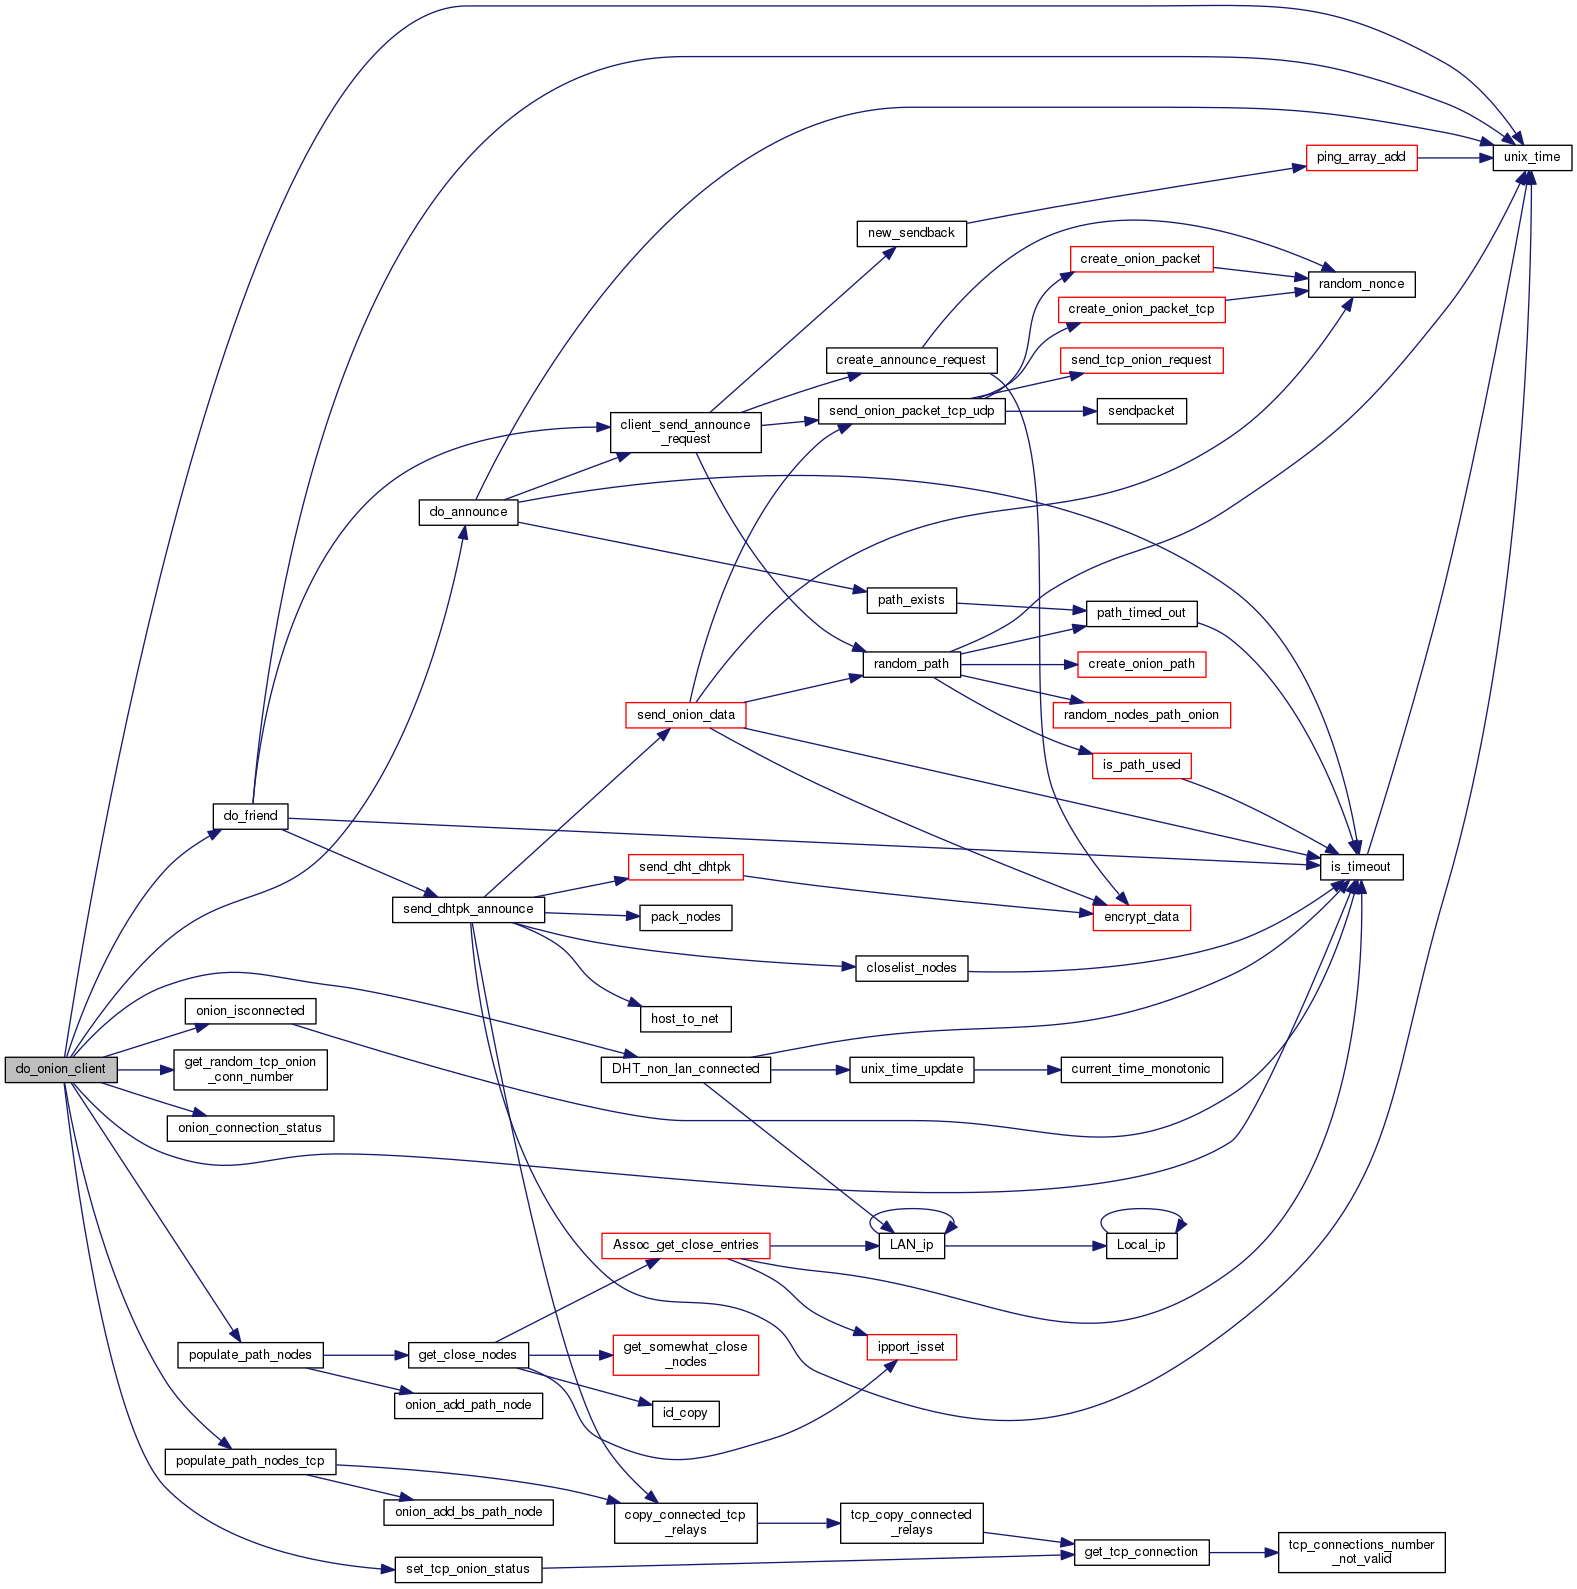 ping_array_add
unix_time
new_sendback
create_onion_packet
random_nonce
create_onion_packet_tcp
create_announce_request
send_tcp_onion_request
send_onion_packet_tcp_udp
sendpacket
client_send_announce
_request
do_announce
path_exists
path_timed_out
random_path
create_onion_path
send_onion_data
random_nodes_path_onion
is_path_used
do_friend
send_dht_dhtpk
is_timeout
send_dhtpk_announce
pack_nodes
encrypt_data
closelist_nodes
onion_isconnected
host_to_net
do_onion_client
get_random_tcp_onion
_conn_number
DHT_non_lan_connected
unix_time_update
current_time_monotonic
onion_connection_status
Assoc_get_close_entries
LAN_ip
Local_ip
populate_path_nodes
get_close_nodes
get_somewhat_close
_nodes
ipport_isset
onion_add_path_node
id_copy
populate_path_nodes_tcp
onion_add_bs_path_node
copy_connected_tcp
_relays
tcp_copy_connected
_relays
get_tcp_connection
tcp_connections_number
_not_valid
set_tcp_onion_status